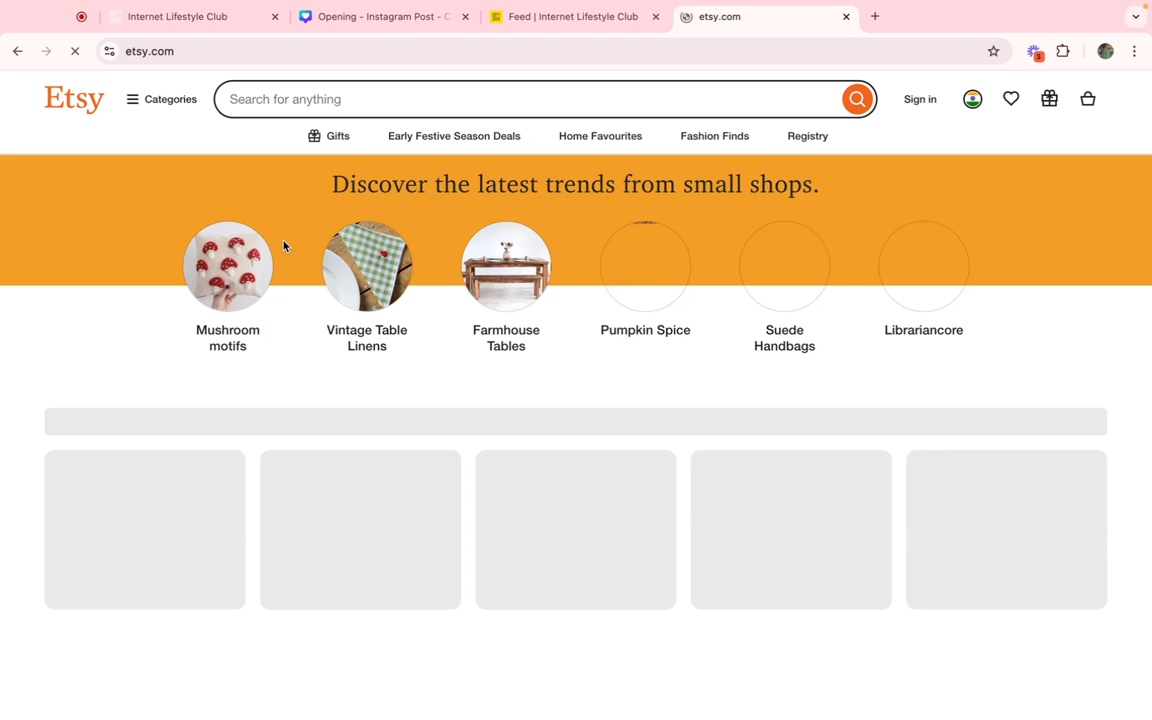 Internet Lifestyle Club
Opening - Instagram Post - C
Feed | Internet Lifestyle Club
etsy.com
etsy.com
3
Etsy
Categories
Search for anything
Sign in
Gifts
Early Festive Season Deals
Home Favourites
Fashion Finds
Registry
Discover the latest trends from small shops.
Mushroom
motifs
Vintage Table
Linens
Farmhouse
Tables
Pumpkin Spice
Suede
Handbags
Librariancore